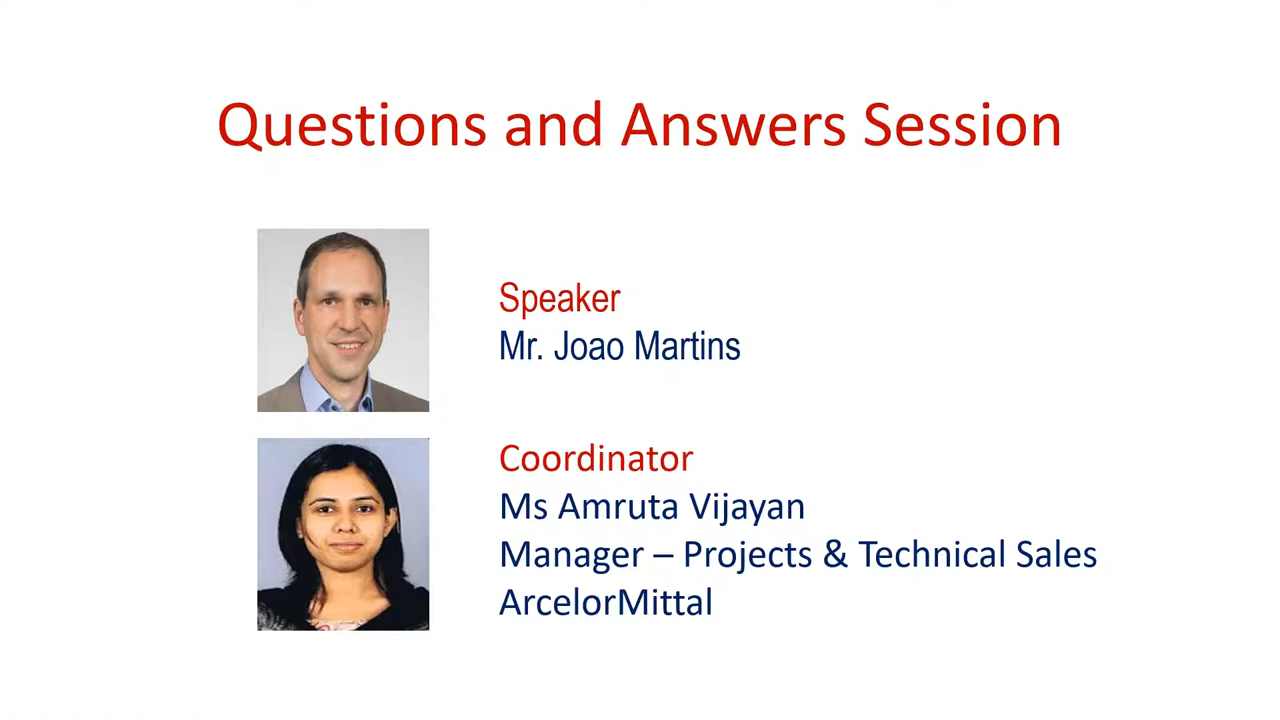 Questions and Answers Session
Speaker
Mr. Joao Martins
Coordinator
Ms Amruta Vijayan
Manager – Projects & Technical Sales
ArcelorMittal